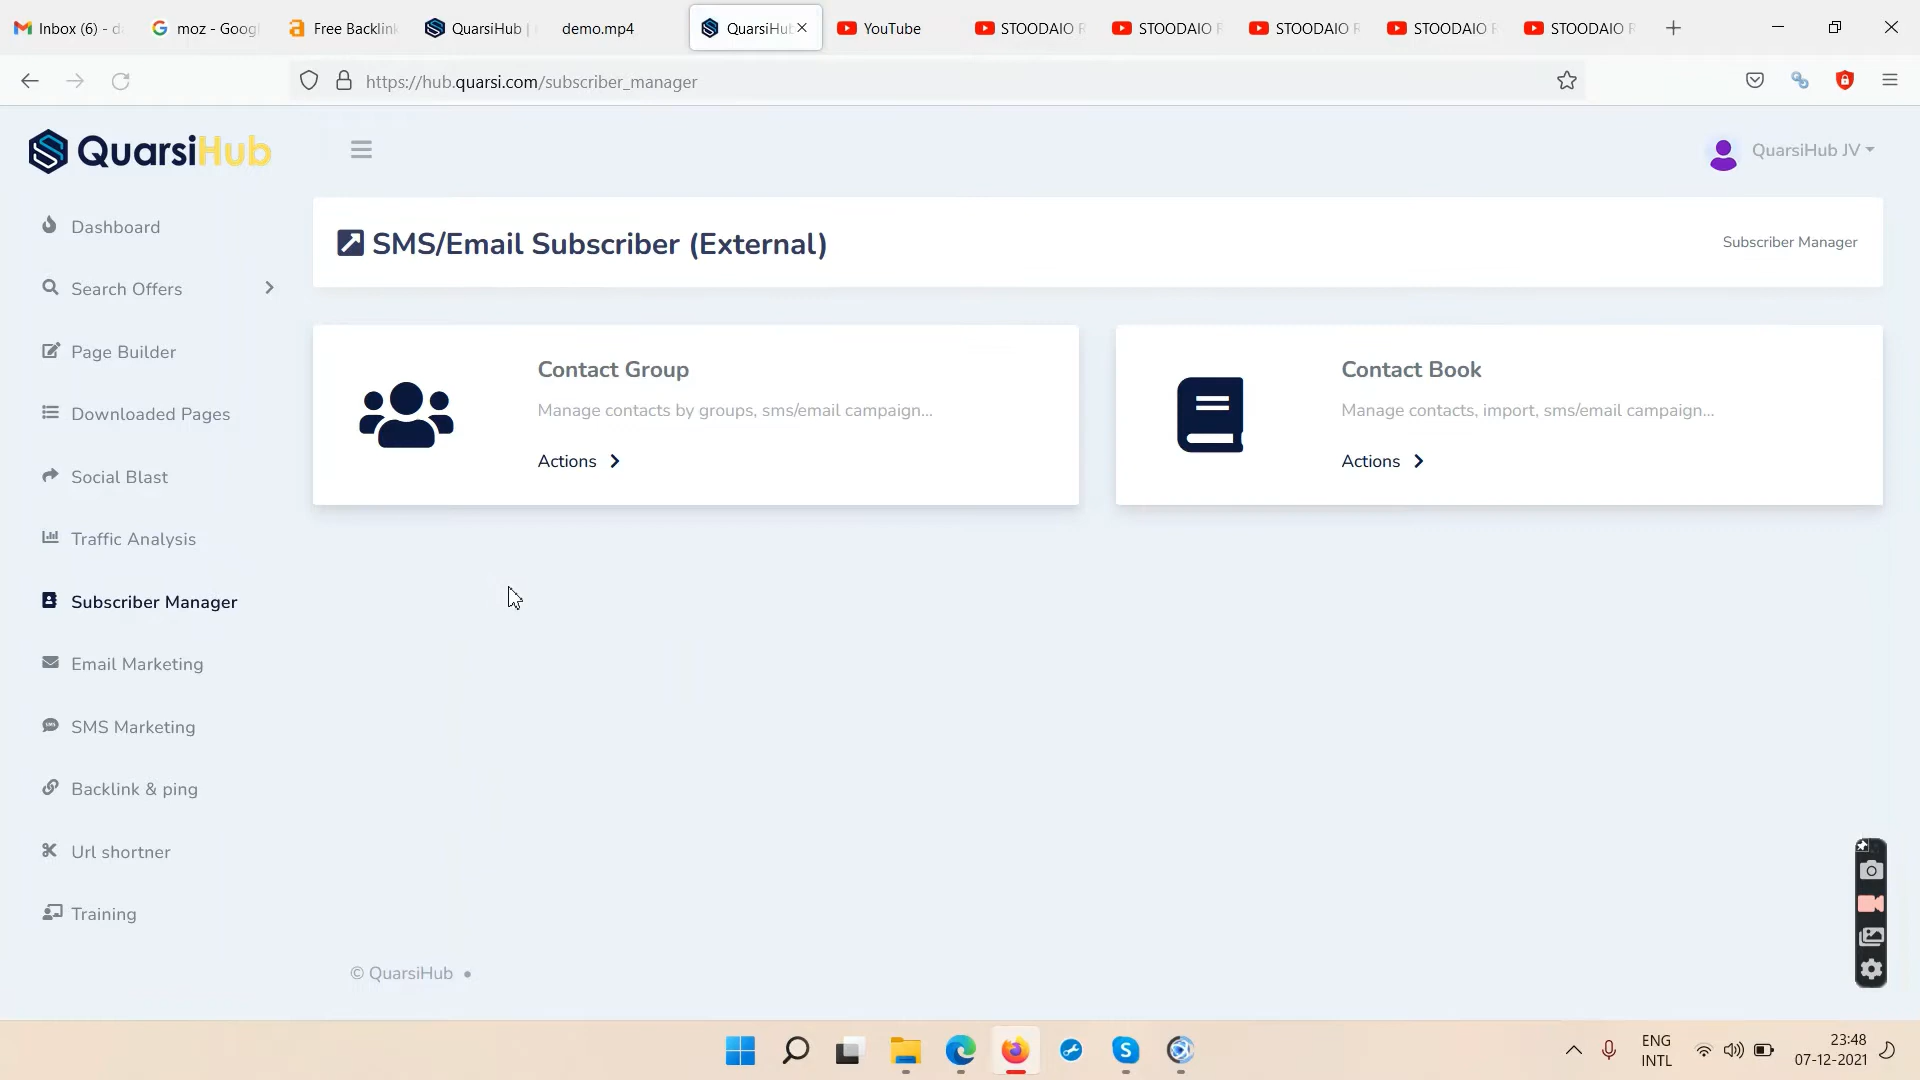 Inbox (6) - d
moz - Googl
Free Backlink
QuarsiHub |
demo.mp4
QuarsiHub
YouTube
STOODAIO R
STOODAIO R
STOODAIO R
STOODAIO R
STOODAIO R
https://hub.quarsi.com/subscriber_manager
QuarsiHub
QuarsiHub JV
Dashboard
Search Offers
Page Builder
Downloaded Pages
Social Blast
Traffic Analysis
Subscriber Manager
Email Marketing
SMS Marketing
Backlink & ping
Url shortner
Training
SMS/Email Subscriber (External)
Subscriber Manager
Contact Group
Manage contacts by groups, sms/email campaign...
Actions
Contact Book
Manage contacts, import, sms/email campaign...
Actions
© QuarsiHub •
ENG
INTL
23:48
07-12-2021